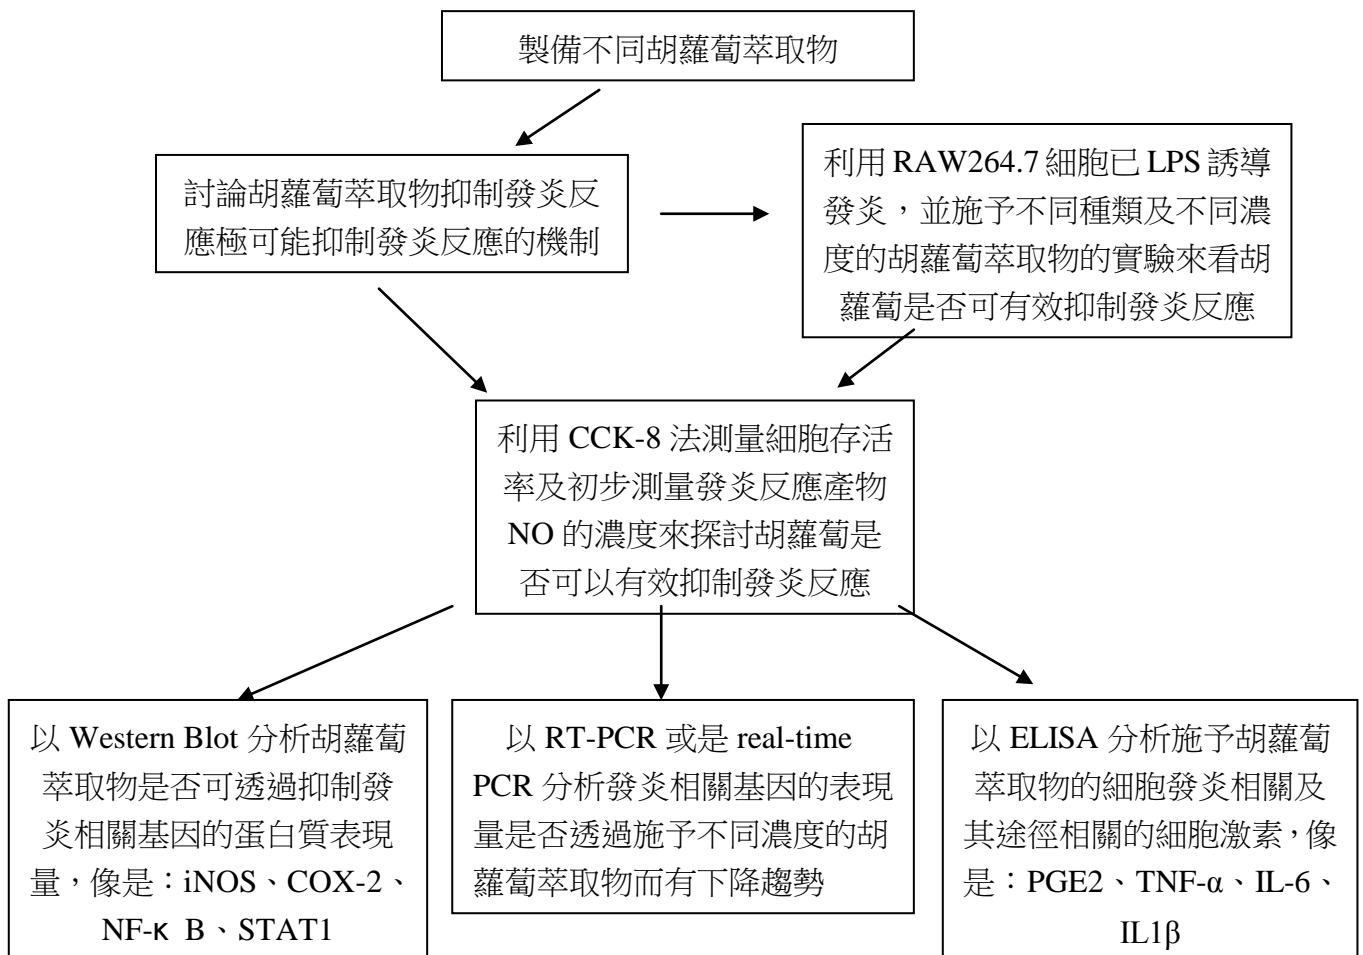 製備不同胡蘿蔔萃取物
討論胡蘿蔔萃取物抑制發炎反
應極可能抑制發炎反應的機制
利用 RAW264.7 細胞已 LPS 誘導
發炎，並施予不同種類及不同濃
度的胡蘿蔔萃取物的實驗來看胡
蘿蔔是否可有效抑制發炎反應
利用 CCK-8 法測量細胞存活
率及初步測量發炎反應產物
NO 的濃度來探討胡蘿蔔是
否可以有效抑制發炎反應
以 Western Blot 分析胡蘿蔔
萃取物是否可透過抑制發
炎相關基因的蛋白質表現
量，像是：iNOS、COX-2、
NF-κ B、STAT1
以 RT-PCR 或是 real-time
PCR 分析發炎相關基因的表現
量是否透過施予不同濃度的胡
蘿蔔萃取物而有下降趨勢
以 ELISA 分析施予胡蘿蔔
萃取物的細胞發炎相關及
其途徑相關的細胞激素，像
是：PGE2、TNF-α、IL-6、
IL1β